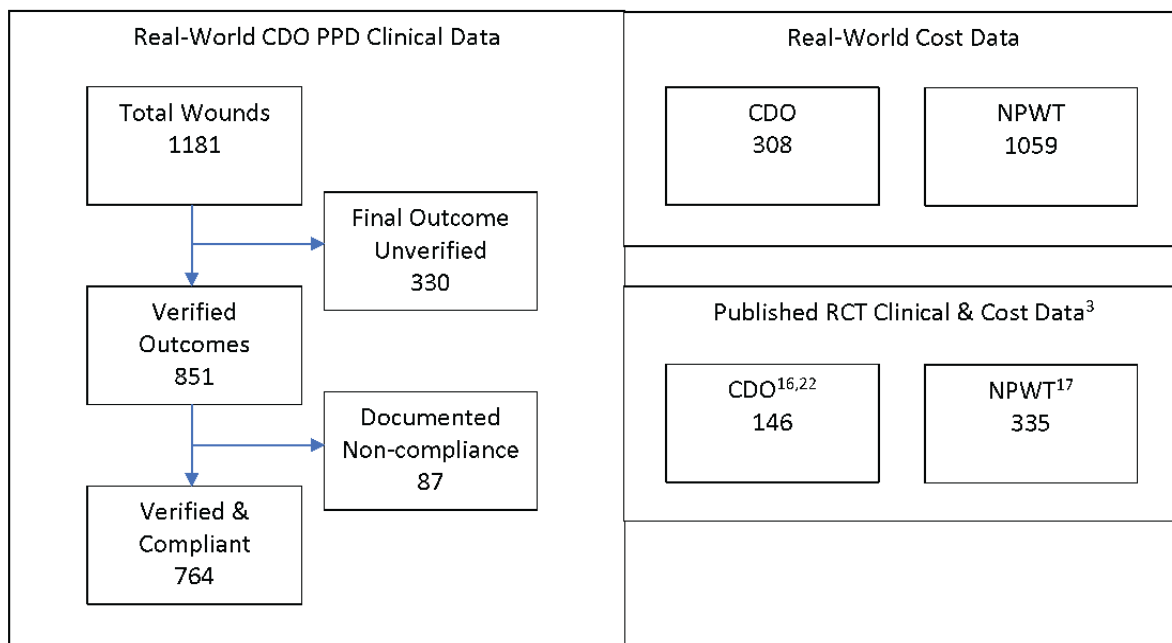 Real-World CDO PPD Clinical Data
Total Wounds
1181
Final Outcome
Unverified
330
Verified
Outcomes
851
Documented
Non-compliance
87
Verified &
Compliant
764
Real-World Cost Data
CDO
308
NPWT
1059
Published RCT Clinical & Cost Data³
CDO¹⁶,²²
146
NPWT¹⁷
335